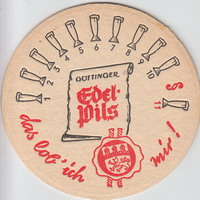 1 2 3 4 5 6 7 8 9 10 11
GÖTTINGER
Edel-
Pils
das lob' ich mir!